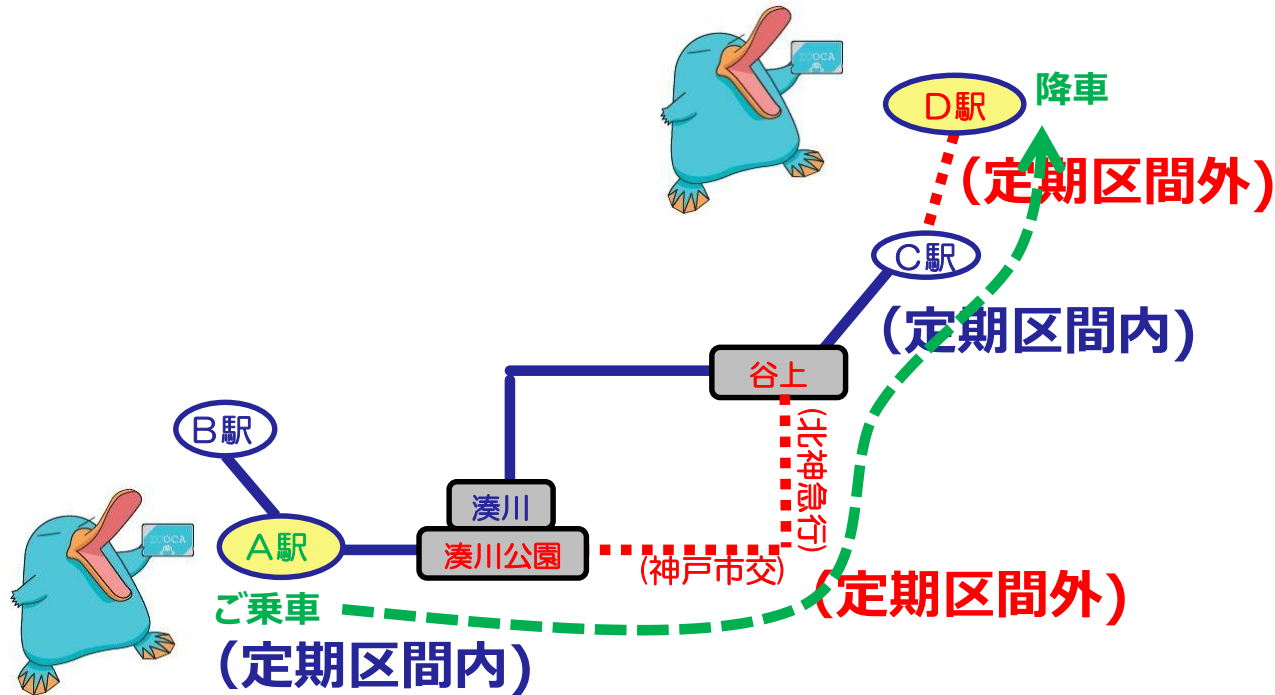 ICOCA
D駅
降車
(定期区間外)
C駅
(定期区間内)
谷上
(北神急行)
B駅
湊川
A駅
湊川公園
(神戸市交)
(定期区間外)
ICOCA
ご乗車
(定期区間内)